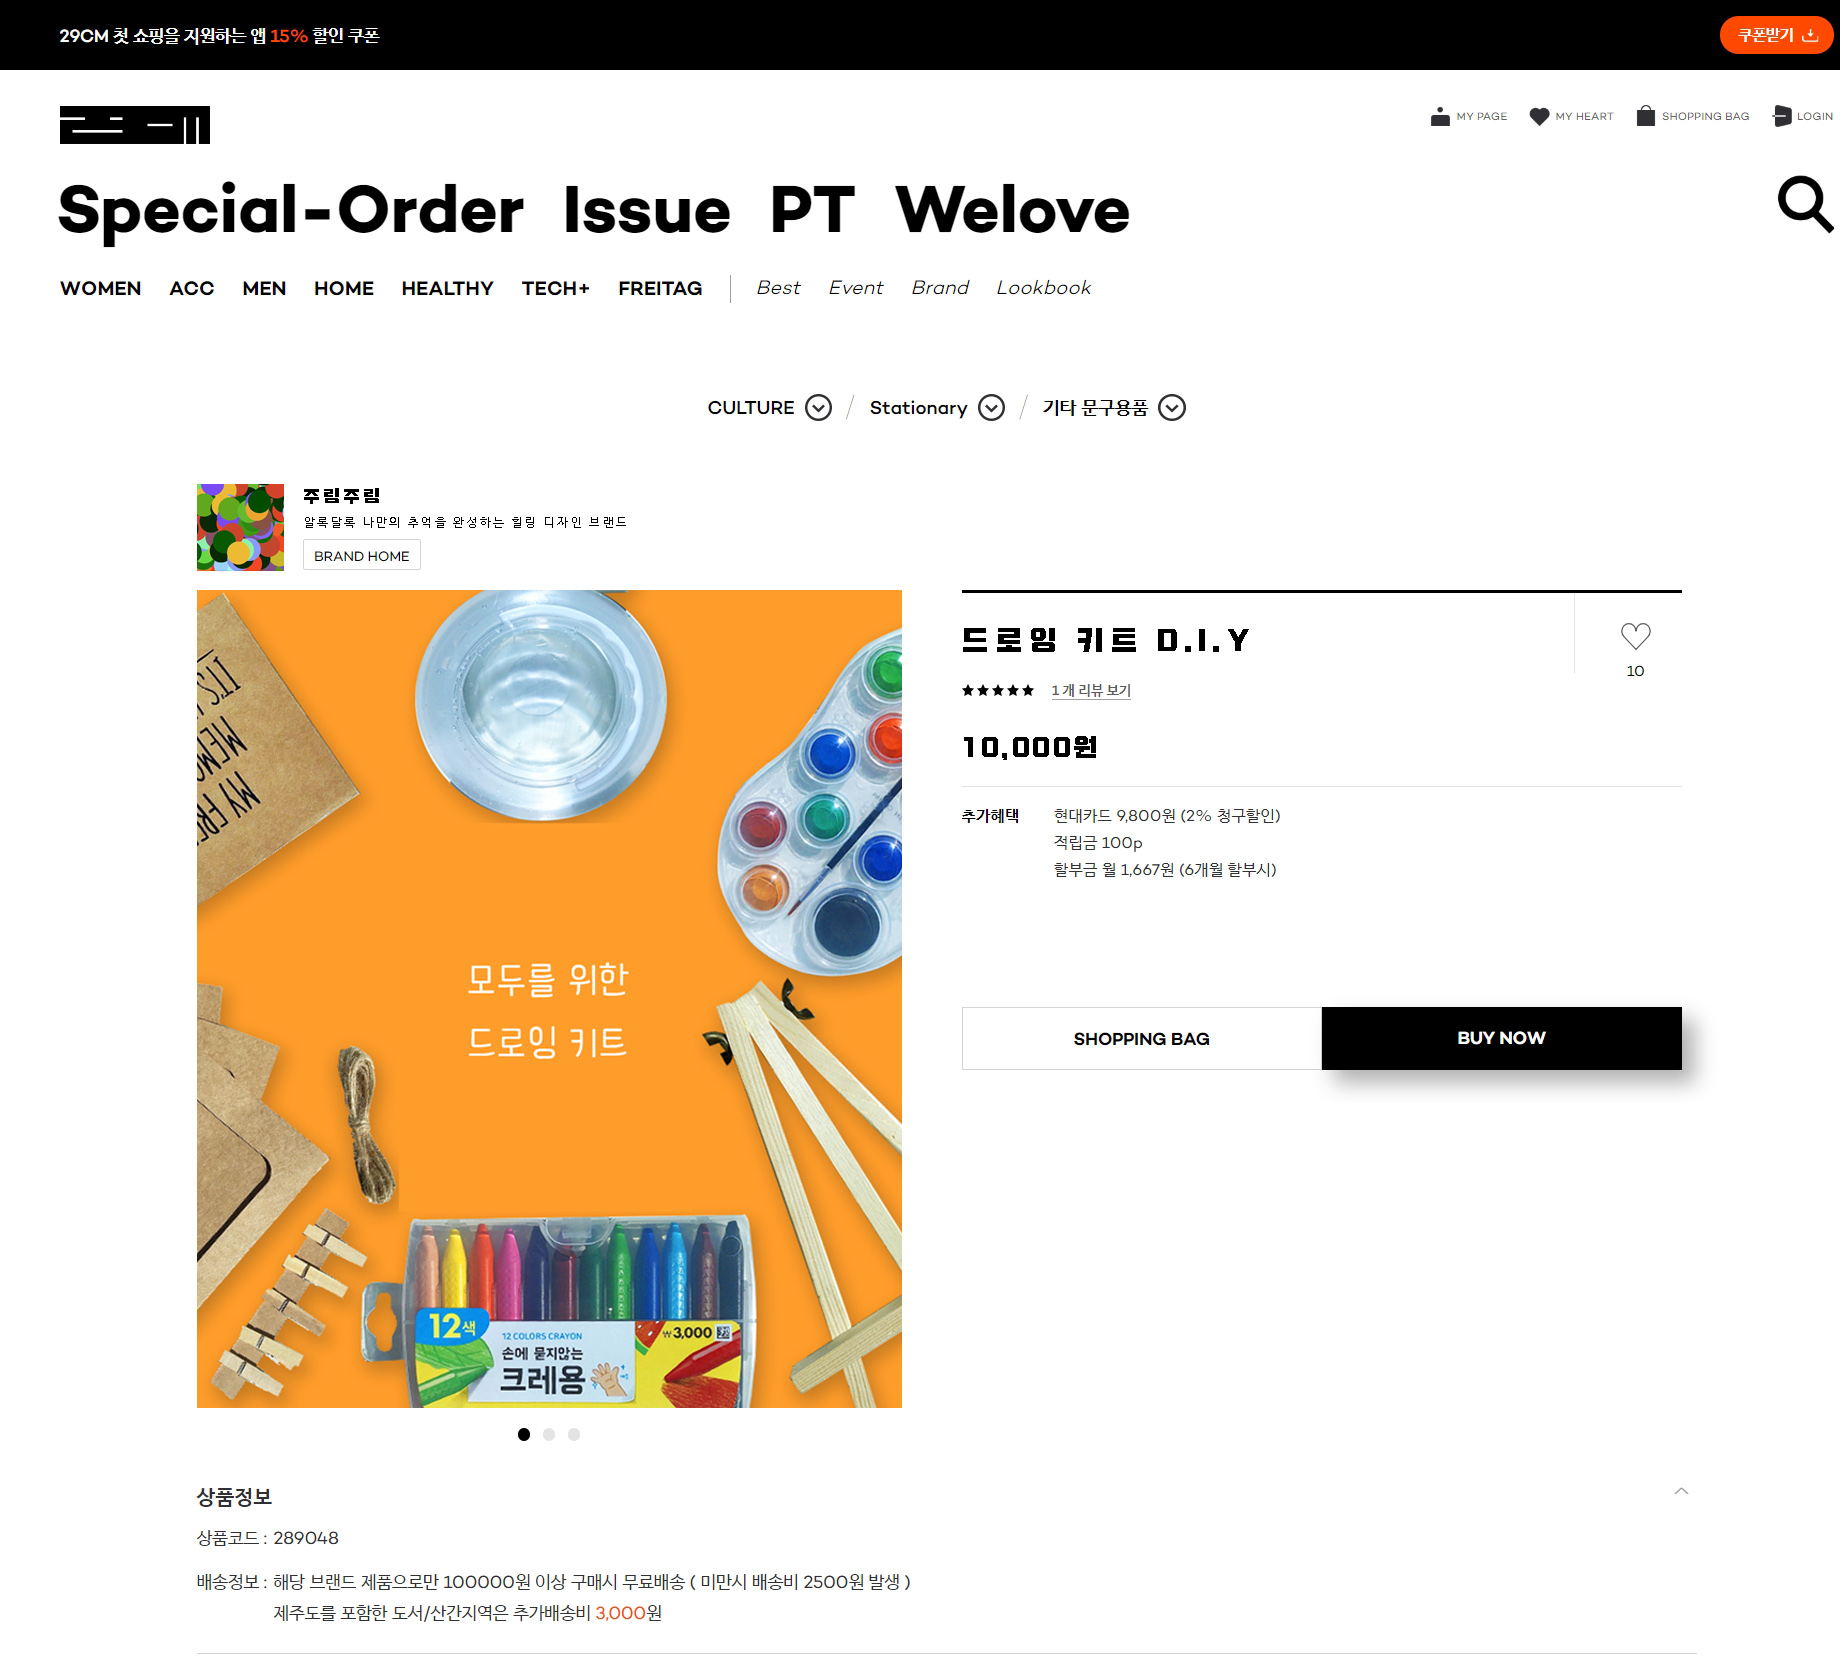 29CM 첫 쇼핑을 지원하는 앱 15% 할인 쿠폰
쿠폰받기
MY PAGE MY HEART SHOPPING BAG LOGIN
Special-Order Issue PT Welove
WOMEN ACC MEN HOME HEALTHY TECH+ FREITAG Best Event Brand Lookbook
CULTURE / Stationary / 기타 문구용품
주림주림
알록달록 나만의 추억을 완성하는 힐링 디자인 브랜드
BRAND HOME
IT'S
MY FRE
모두를 위한
드로잉 키트
12색
12 COLORS CRAYON
손에 묻지않는
크레용
₩3,000
드로잉 키트 D.I.Y
10
★★★★★ 1개 리뷰 보기
10,000원
추가혜택 현대카드 9,800원 (2% 청구할인)
적립금 100p
할부금 월 1,667원 (6개월 할부시)
SHOPPING BAG
BUY NOW
상품정보
상품코드 : 289048
배송정보 : 해당 브랜드 제품으로만 100000원 이상 구매시 무료배송 ( 미만시 배송비 2500원 발생 )
제주도를 포함한 도서/산간지역은 추가배송비 3,000원